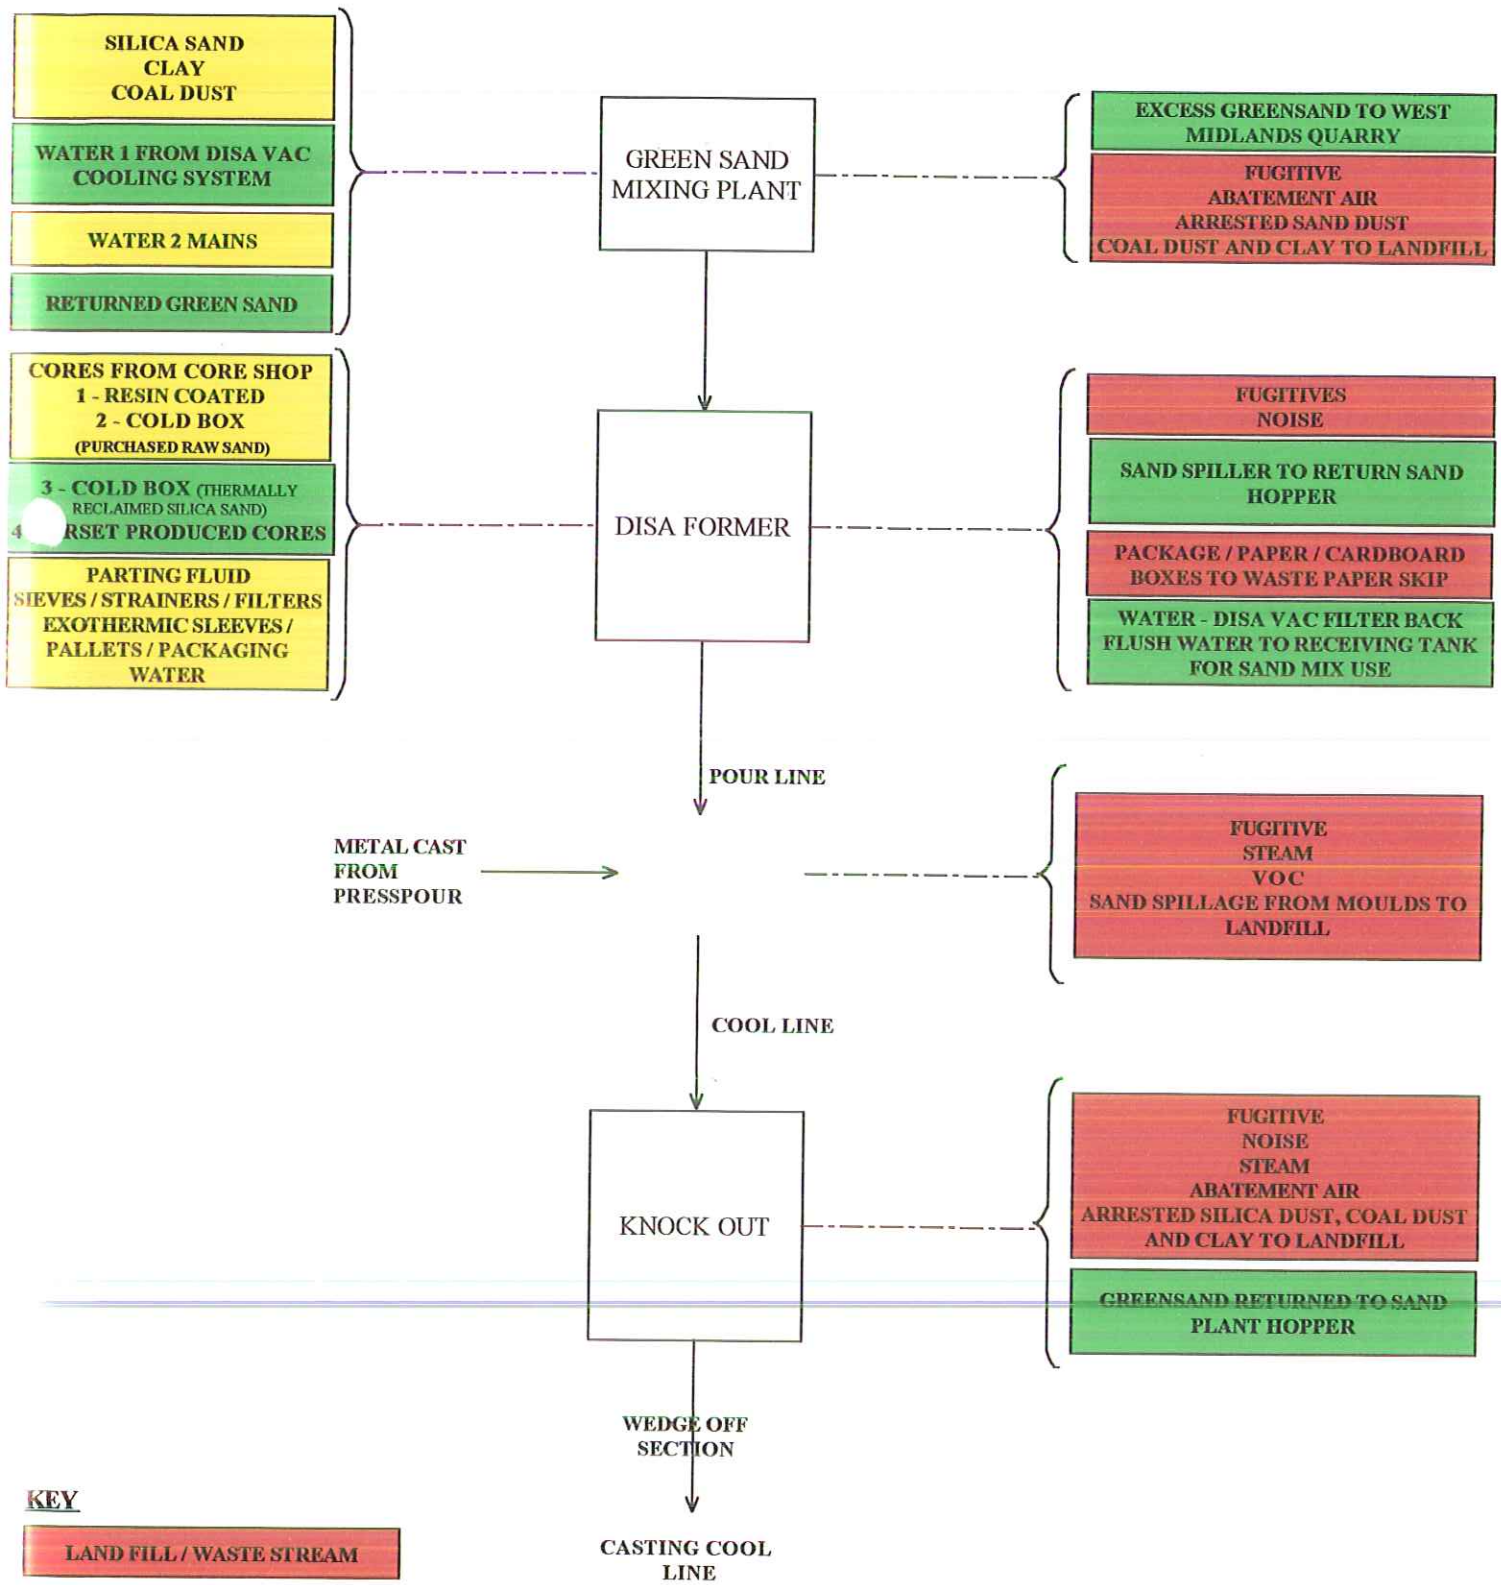 SILICA SAND
CLAY
COAL DUST
WATER 1 FROM DISA VAC
COOLING SYSTEM
WATER 2 MAINS
RETURNED GREEN SAND
GREEN SAND
MIXING PLANT
EXCESS GREENSAND TO WEST
MIDLANDS QUARRY
FUGITIVE
ABATEMENT AIR
ARRESTED SAND DUST
COAL DUST AND CLAY TO LANDFILL
CORES FROM CORE SHOP
1 - RESIN COATED
2 - COLD BOX
(PURCHASED RAW SAND)
3 - COLD BOX (THERMALLY
RECLAIMED SILICA SAND)
4 RSET PRODUCED CORES
PARTING FLUID
SIEVES / STRAINERS / FILTERS
EXOTHERMIC SLEEVES /
PALLETS / PACKAGING
WATER
DISA FORMER
FUGITIVES
NOISE
SAND SPILLER TO RETURN SAND
HOPPER
PACKAGE / PAPER / CARDBOARD
BOXES TO WASTE PAPER SKIP
WATER - DISA VAC FILTER BACK
FLUSH WATER TO RECEIVING TANK
FOR SAND MIX USE
POUR LINE
METAL CAST
FROM
PRESSPOUR
FUGITIVE
STEAM
VOC
SAND SPILLAGE FROM MOULDS TO
LANDFILL
COOL LINE
KNOCK OUT
FUGITIVE
NOISE
STEAM
ABATEMENT AIR
ARRESTED SILICA DUST, COAL DUST
AND CLAY TO LANDFILL
GREENSAND RETURNED TO SAND
PLANT HOPPER
WEDGE OFF
SECTION
CASTING COOL
LINE
KEY
LAND FILL / WASTE STREAM